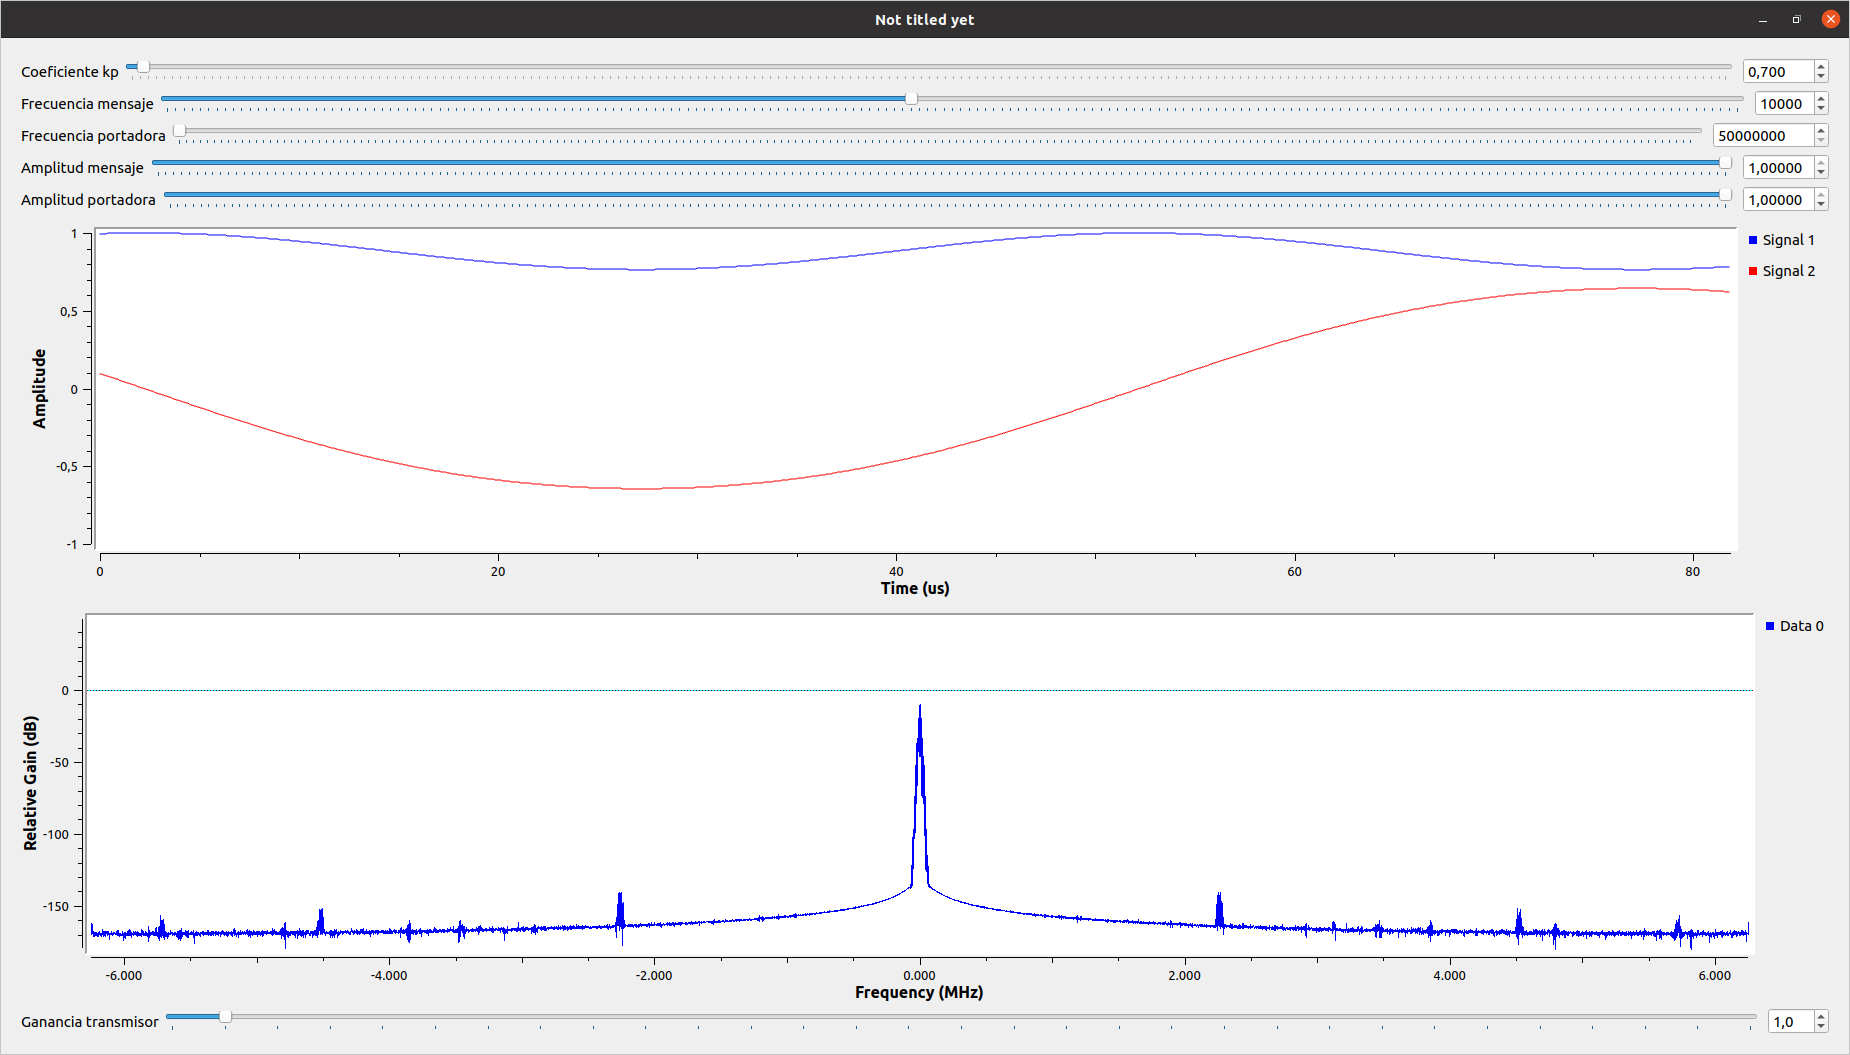 Not titled yet
Coeficiente kp 0,700
Frecuencia mensaje 10000
Frecuencia portadora 50000000
Amplitud mensaje 1,00000
Amplitud portadora 1,00000
Signal 1
Signal 2
Amplitude
1
0,5
0
-0,5
-1
0 20 40 60 80
Time (us)
Data 0
Relative Gain (dB)
0
-50
-100
-150
-6.000 -4.000 -2.000 0.000 2.000 4.000 6.000
Frequency (MHz)
Ganancia transmisor 1,0